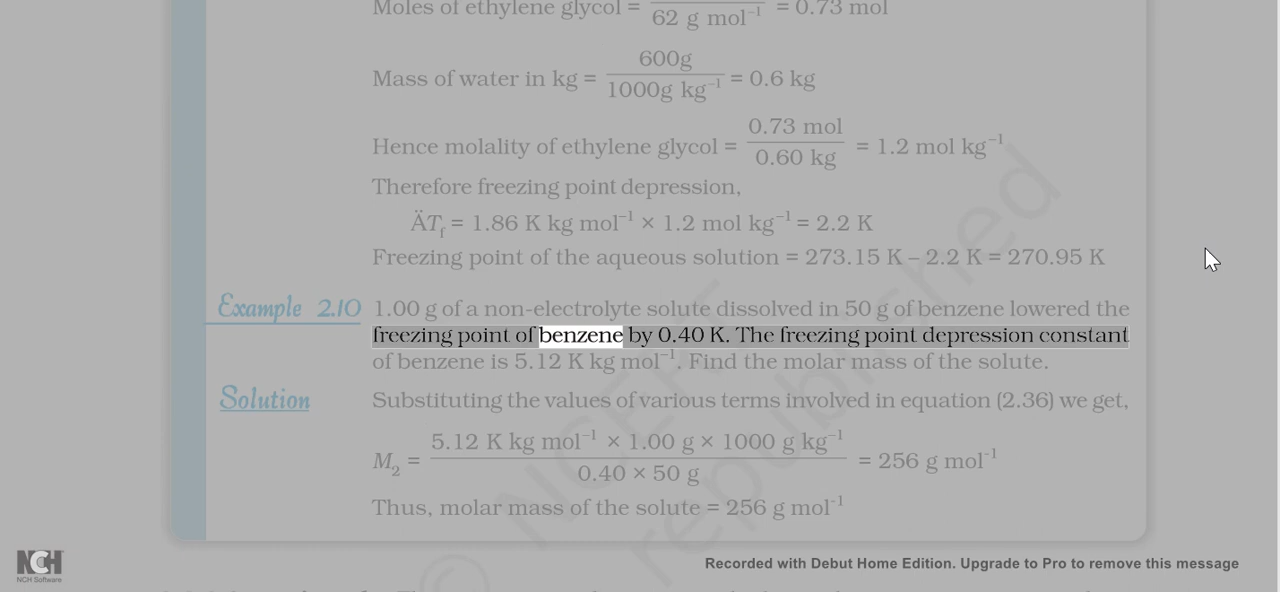 Moles of ethylene glycol = 62 g mol⁻¹ = 0.73 mol
Mass of water in kg = 600g / 1000g kg⁻¹ = 0.6 kg
Hence molality of ethylene glycol = 0.73 mol / 0.60 kg = 1.2 mol kg⁻¹
Therefore freezing point depression,
ÄT_f = 1.86 K kg mol⁻¹ × 1.2 mol kg⁻¹ = 2.2 K
Freezing point of the aqueous solution = 273.15 K – 2.2 K = 270.95 K
Example 2.10 1.00 g of a non-electrolyte solute dissolved in 50 g of benzene lowered the
freezing point of benzene by 0.40 K. The freezing point depression constant
of benzene is 5.12 K kg mol⁻¹. Find the molar mass of the solute.
Solution Substituting the values of various terms involved in equation (2.36) we get,
M₂ = 5.12 K kg mol⁻¹ × 1.00 g × 1000 g kg⁻¹ / 0.40 × 50 g = 256 g mol⁻¹
Thus, molar mass of the solute = 256 g mol⁻¹
© NCERT
republished
NCH
NCH Software
Recorded with Debut Home Edition. Upgrade to Pro to remove this message